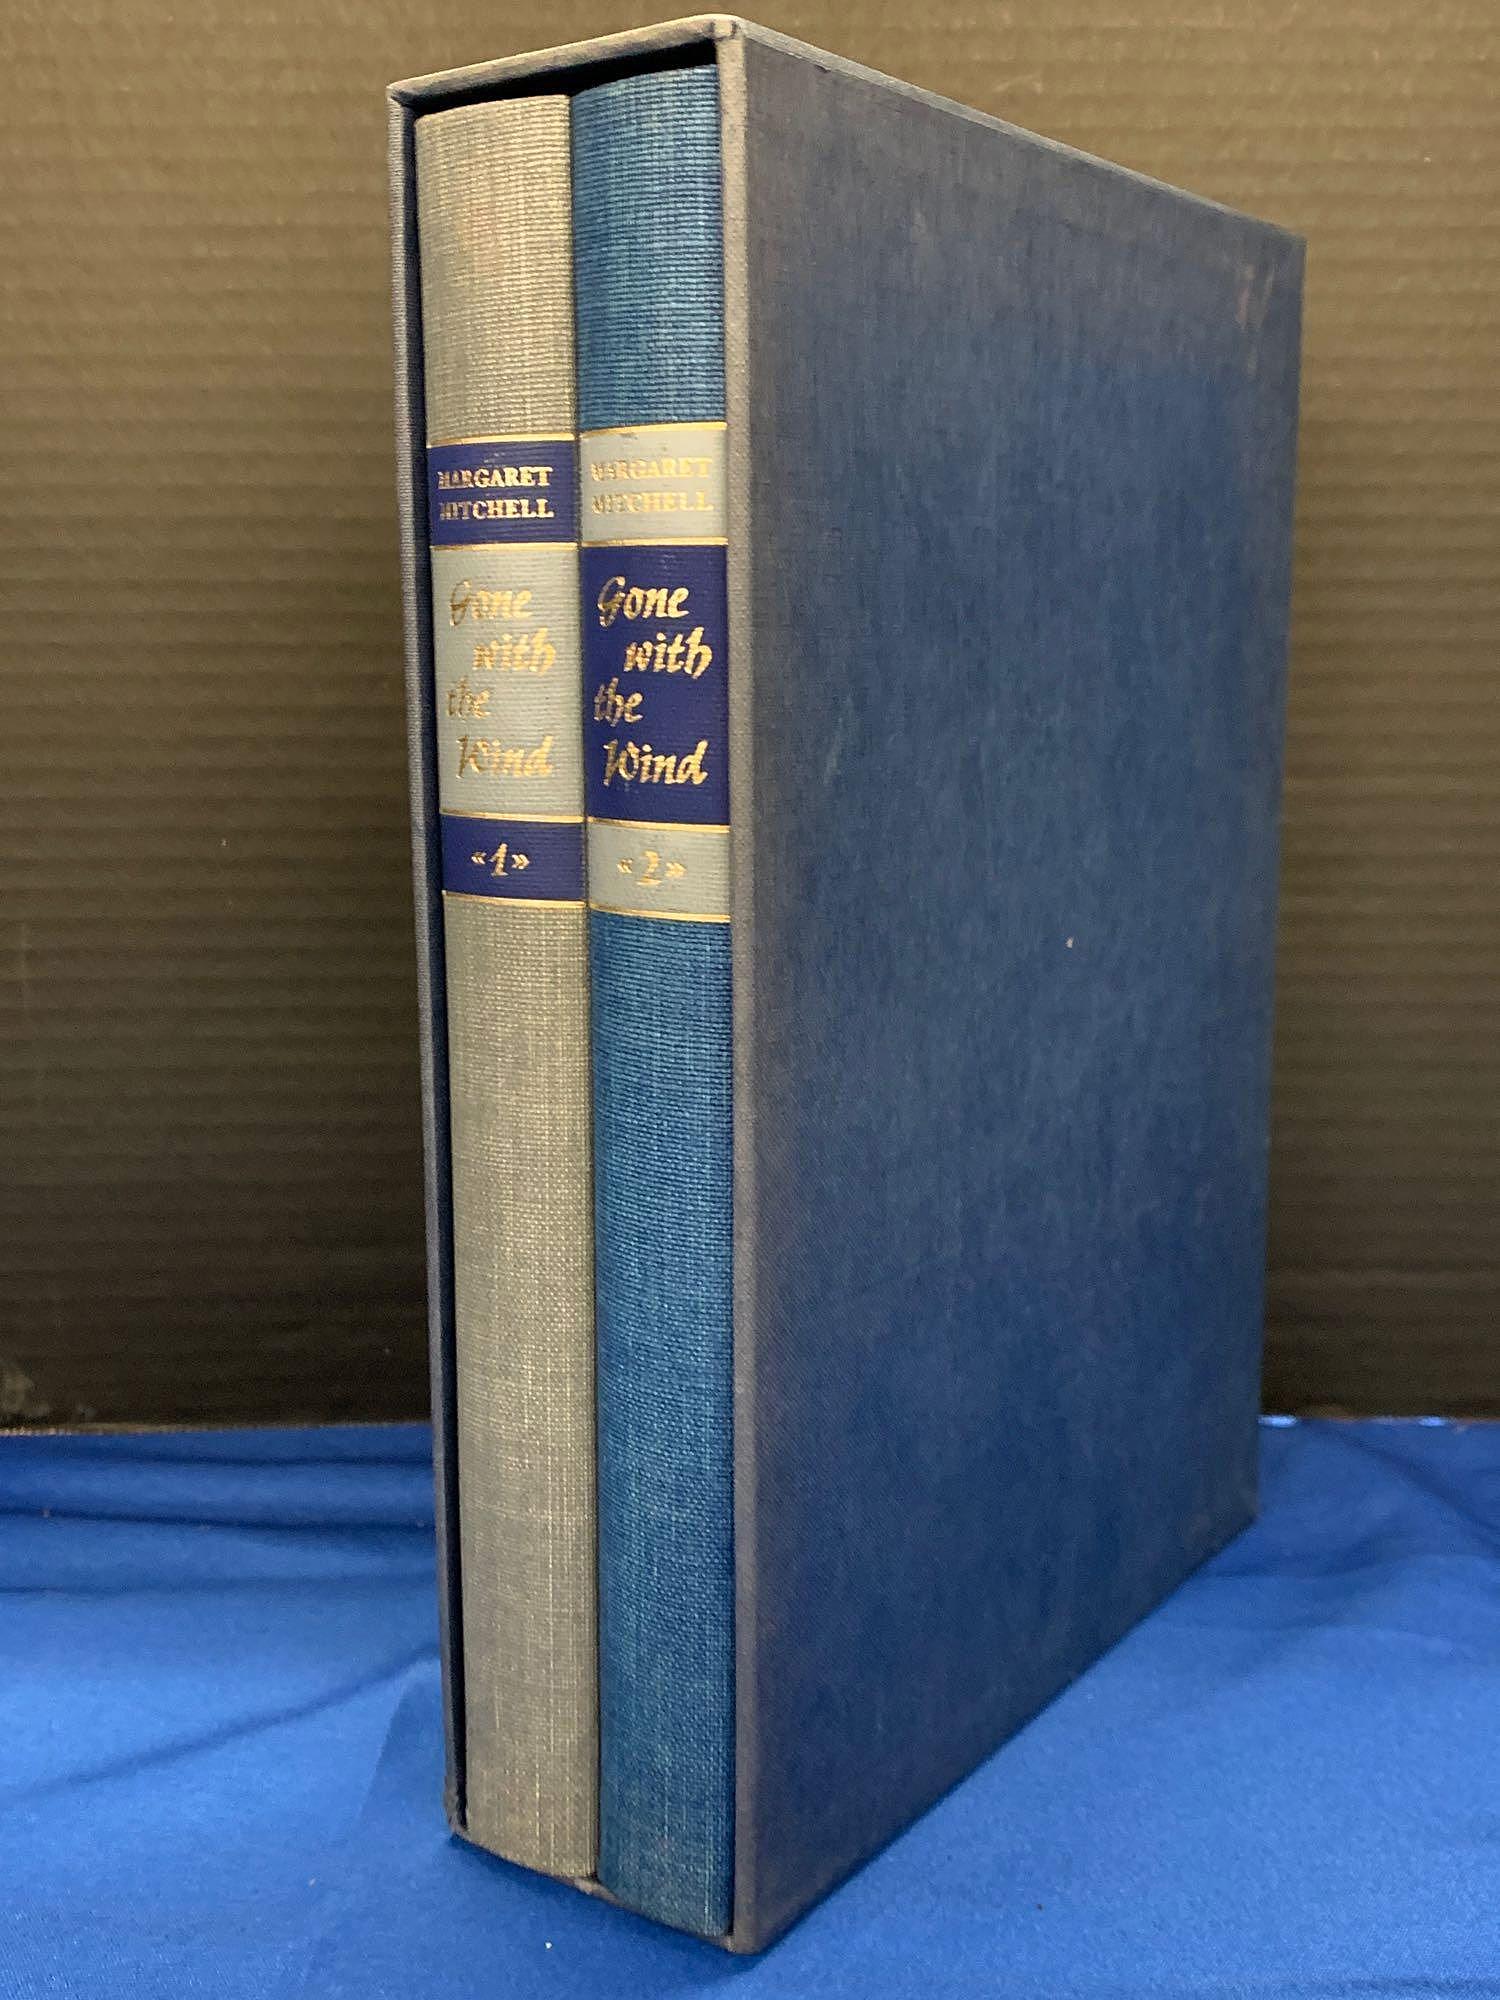 MARGARET
MITCHELL
Gone
with
the
Wind
«1»
MARGARET
MITCHELL
Gone
with
the
Wind
«2»